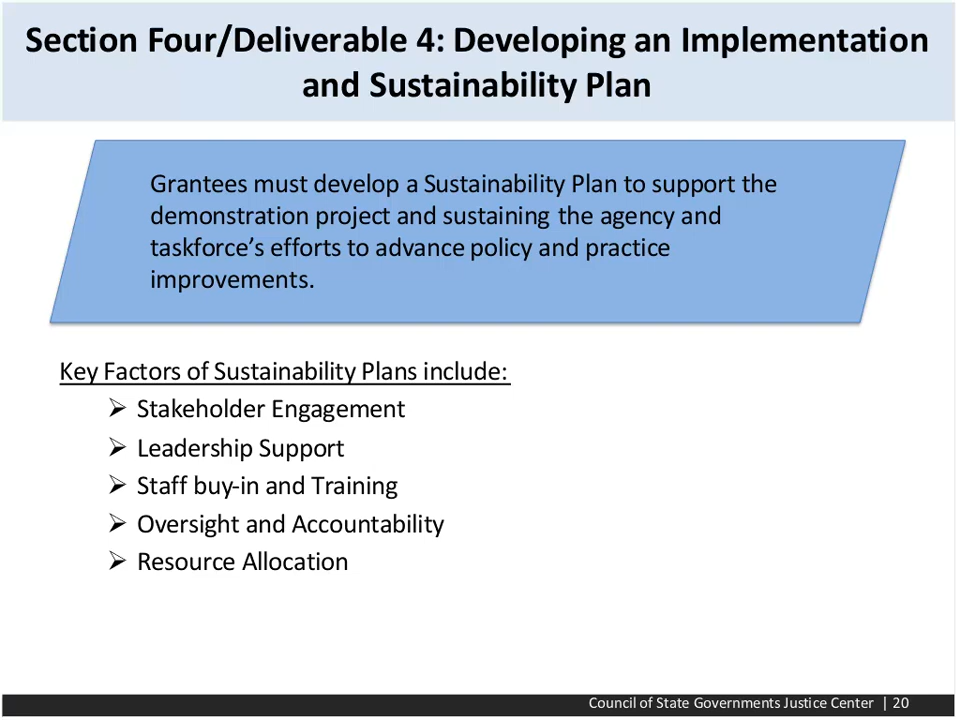 Section Four/Deliverable 4: Developing an Implementation
and Sustainability Plan
Grantees must develop a Sustainability Plan to support the
demonstration project and sustaining the agency and
taskforce’s efforts to advance policy and practice
improvements.
Key Factors of Sustainability Plans include:
➢ Stakeholder Engagement
➢ Leadership Support
➢ Staff buy-in and Training
➢ Oversight and Accountability
➢ Resource Allocation
Council of State Governments Justice Center | 20